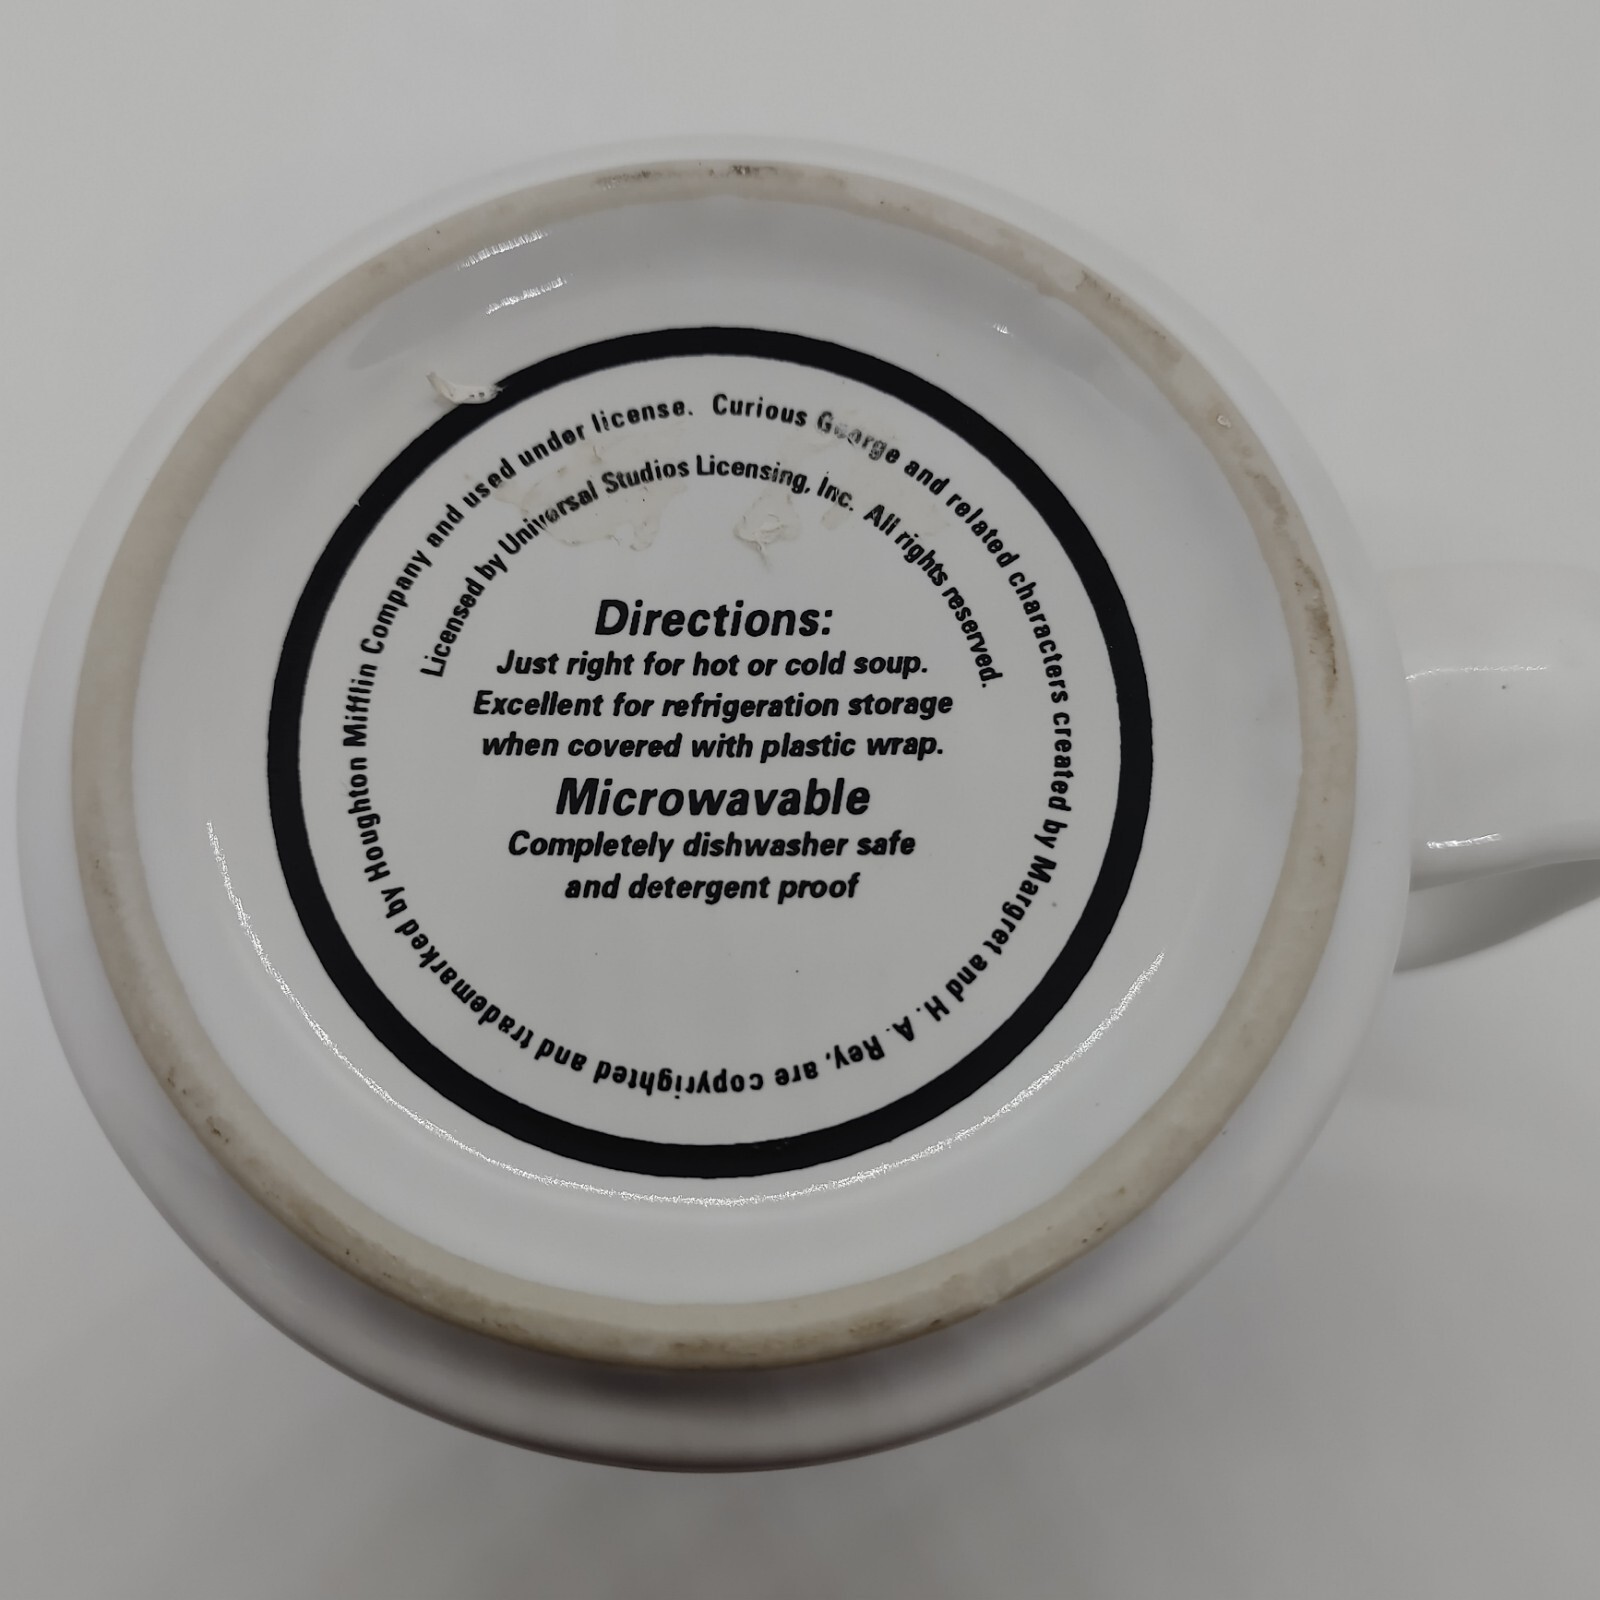 Curious George and related characters created by Margret and H. A. Rey, are copyrighted and trademarked by Houghton Mifflin Company and used under license.
Licensed by Universal Studios Licensing, Inc. All rights reserved.
Directions:
Just right for hot or cold soup.
Excellent for refrigeration storage
when covered with plastic wrap.
Microwavable
Completely dishwasher safe
and detergent proof